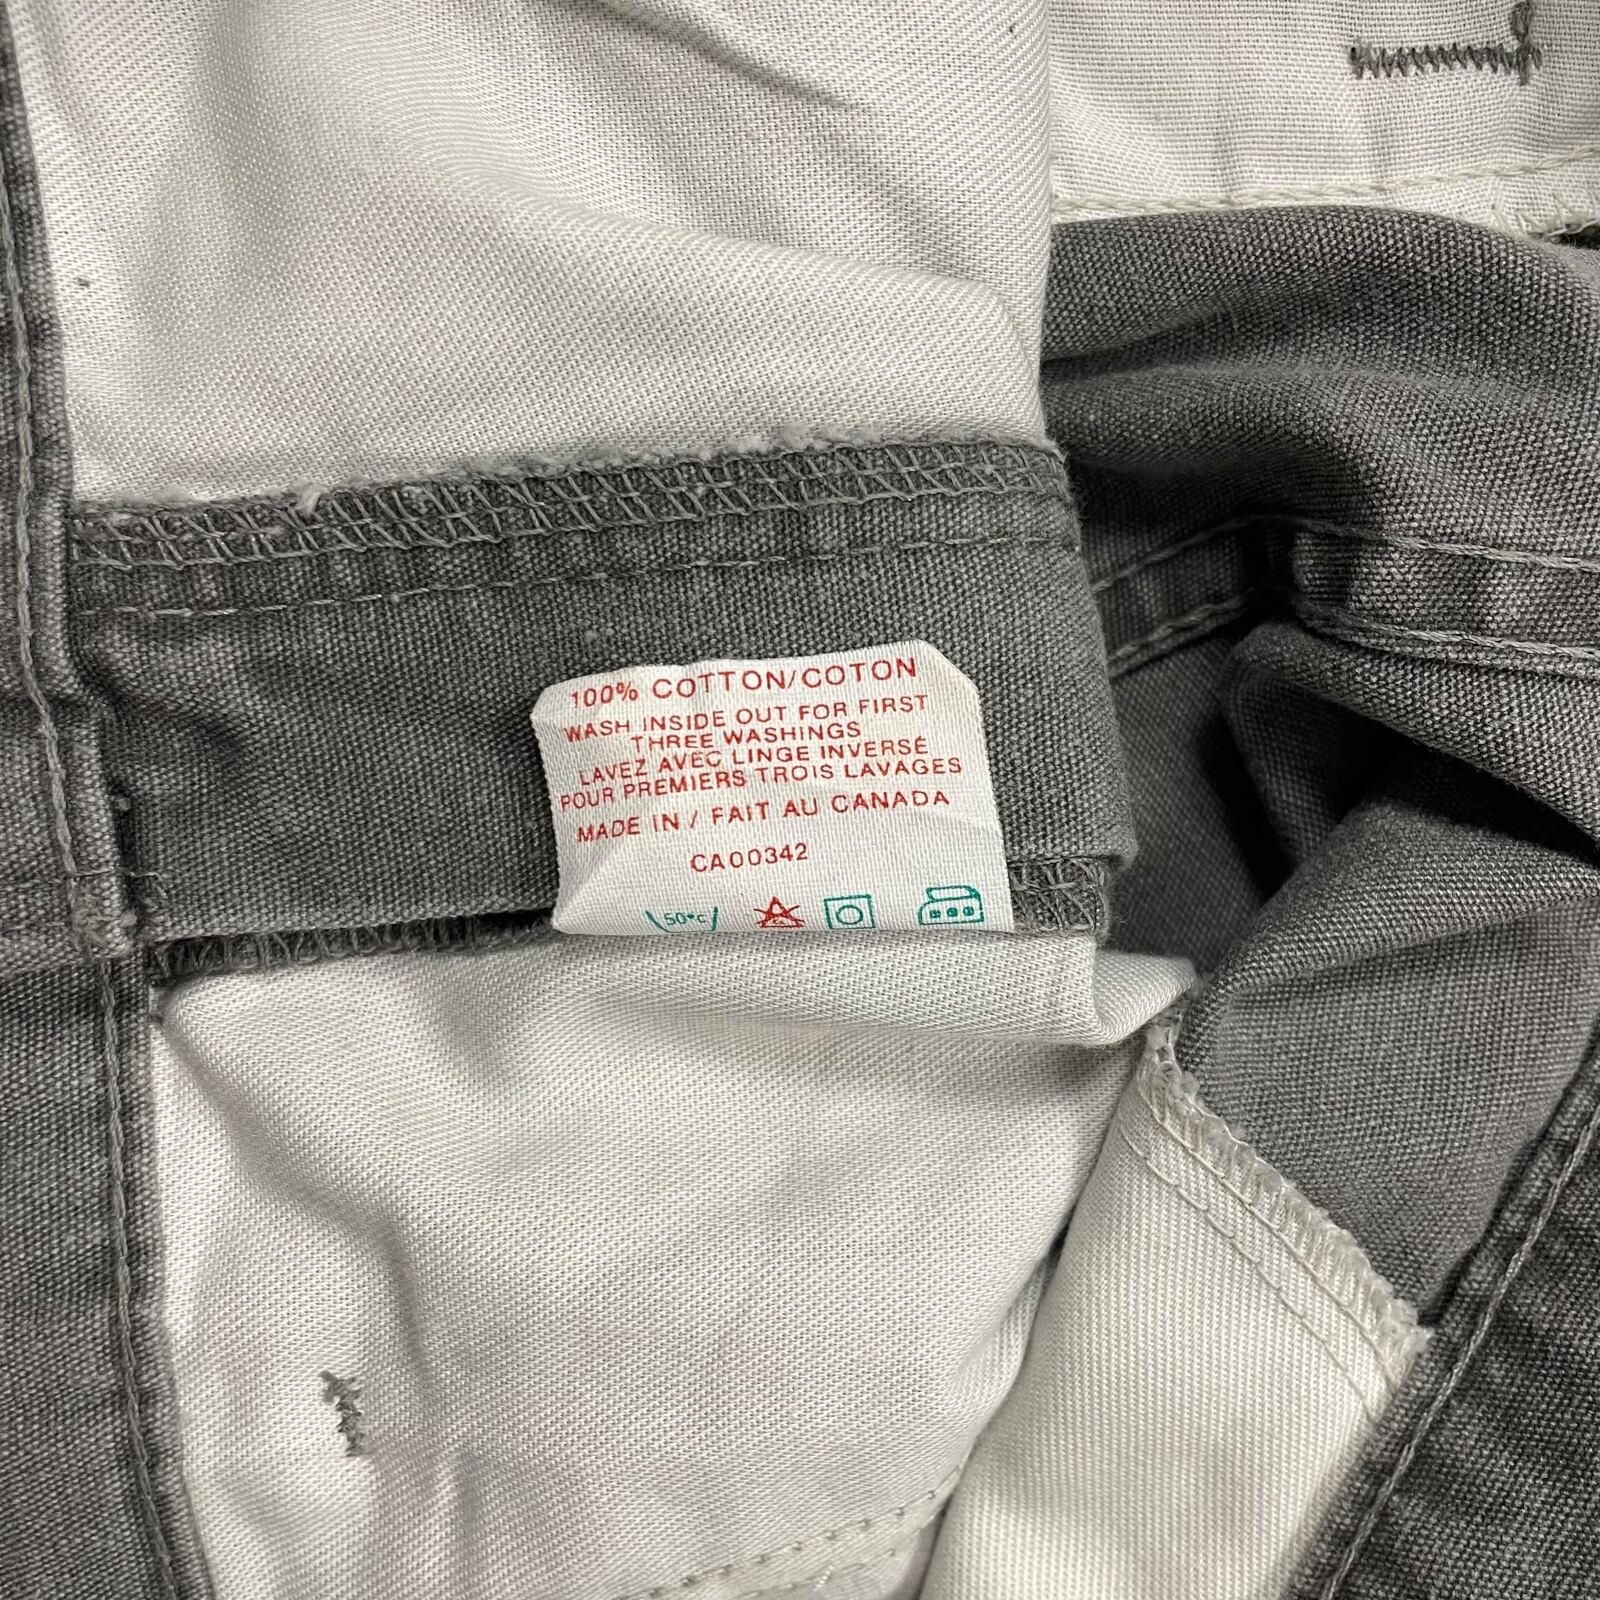 100% COTTON/COTON
WASH INSIDE OUT FOR FIRST
THREE WASHINGS
LAVEZ AVEC LINGE INVERSÉ
POUR PREMIERS TROIS LAVAGES
MADE IN / FAIT AU CANADA
CA00342
50°C